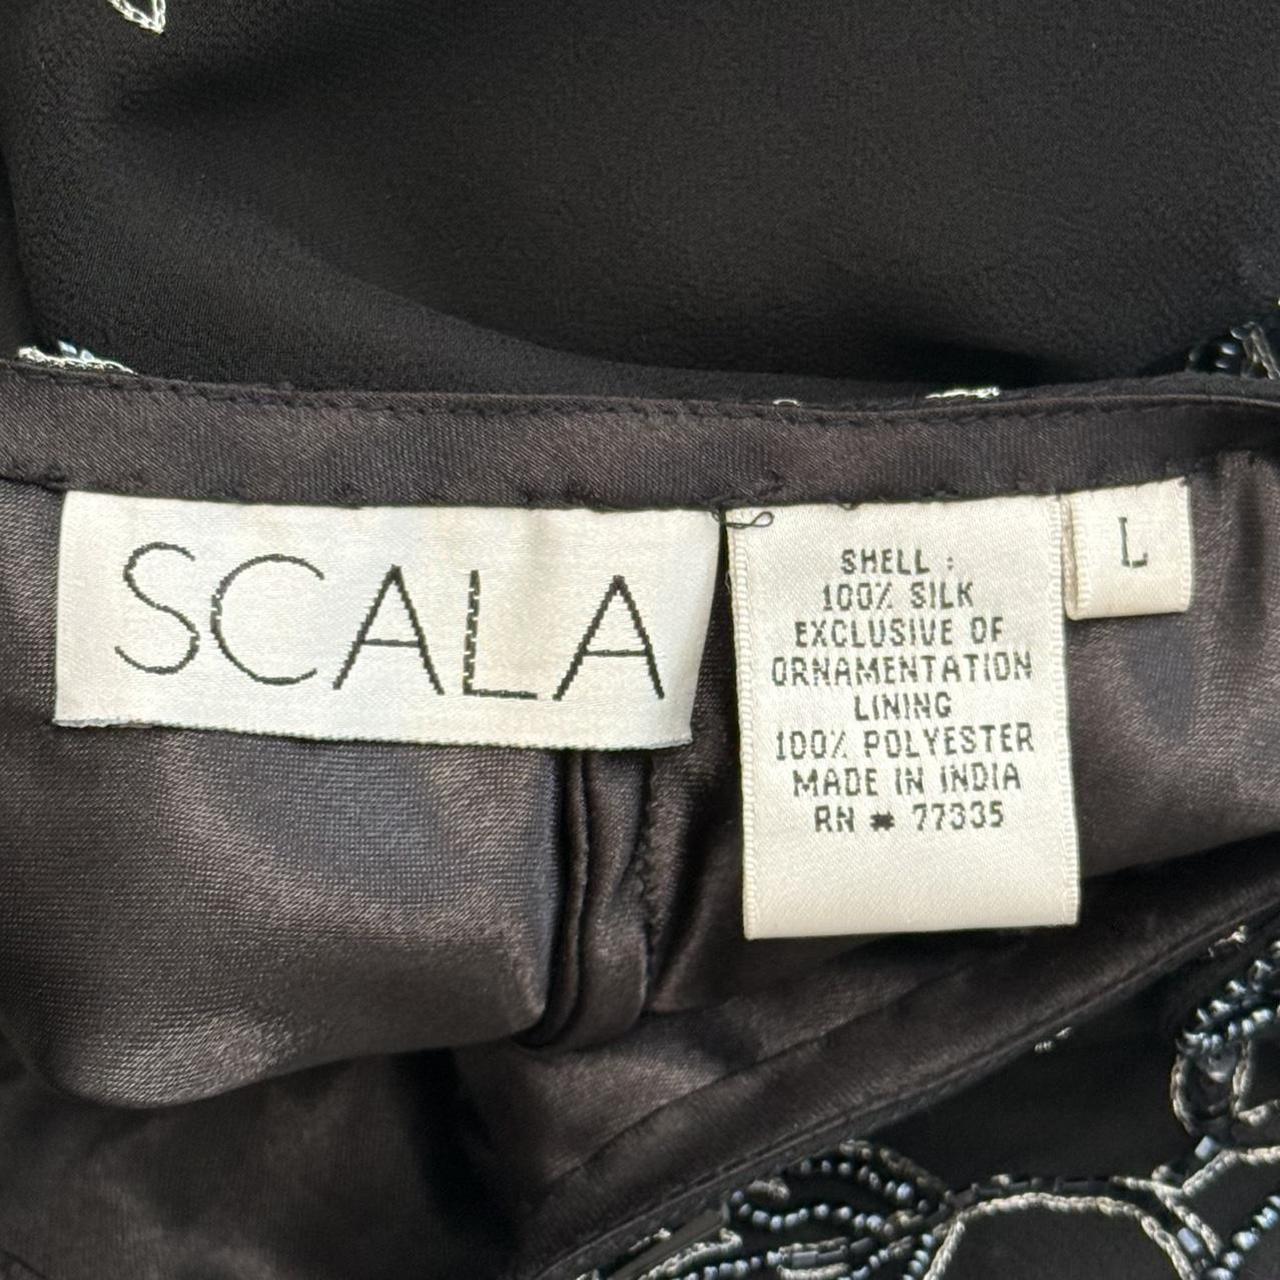 SCALA
SHELL :
100% SILK
EXCLUSIVE OF
ORNAMENTATION
LINING
100% POLYESTER
MADE IN INDIA
RN # 77335
L